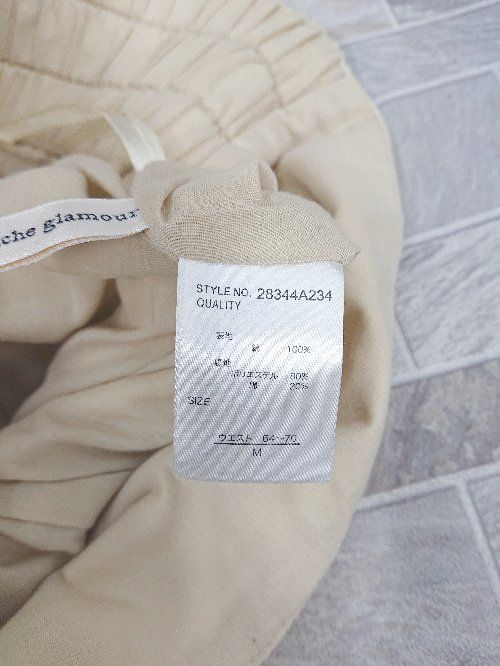 che glamour
STYLE NO. 28344A234
QUALITY
表地
綿 100%
裏地
ポリエステル 80%
綿 20%
SIZE
ウエスト 64~70
M